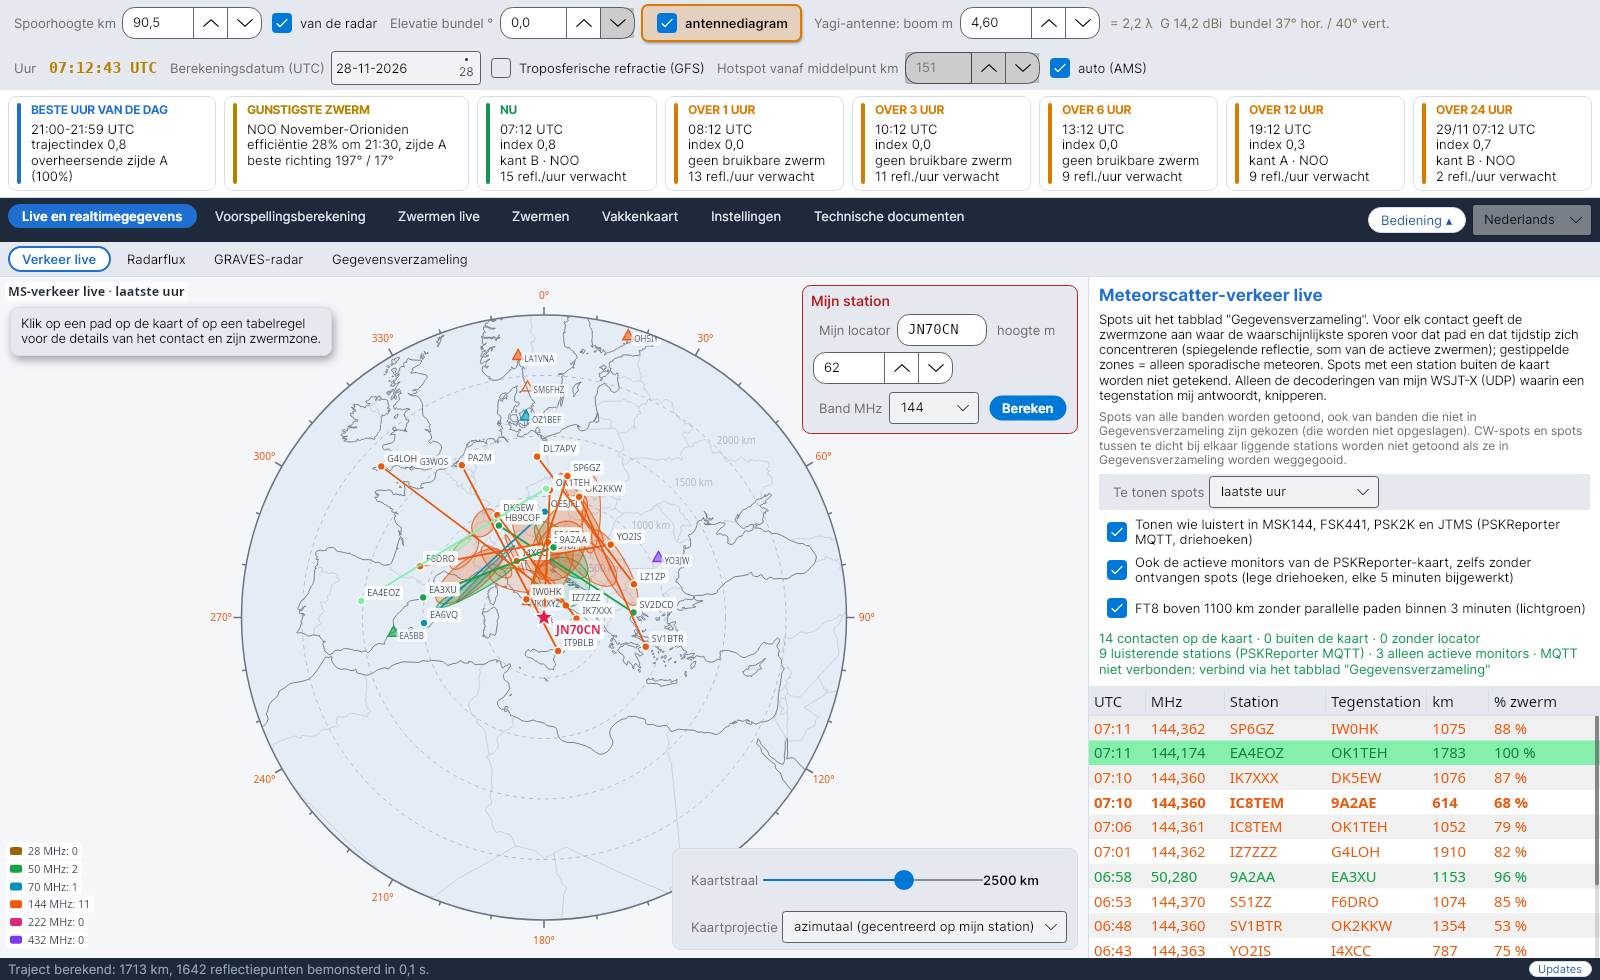 Spoorhoogte km 90,5 van de radar Elevatie bundel ° 0,0 antennediagram Yagi-antenne: boom m 4,60 = 2,2 λ G 14,2 dBi bundel 37° hor. / 40° vert.
Uur 07:12:43 UTC Berekeningsdatum (UTC) 28-11-2026 28 Troposferische refractie (GFS) Hotspot vanaf middelpunt km 151 auto (AMS)
BESTE UUR VAN DE DAG
21:00-21:59 UTC
trajectindex 0,8
overheersende zijde A
(100%)
GUNSTIGSTE ZWERM
NOO November-Orioniden
efficiëntie 28% om 21:30, zijde A
beste richting 197° / 17°
NU
07:12 UTC
index 0,8
kant B · NOO
15 refl./uur verwacht
OVER 1 UUR
08:12 UTC
index 0,0
geen bruikbare zwerm
13 refl./uur verwacht
OVER 3 UUR
10:12 UTC
index 0,0
geen bruikbare zwerm
11 refl./uur verwacht
OVER 6 UUR
13:12 UTC
index 0,0
geen bruikbare zwerm
9 refl./uur verwacht
OVER 12 UUR
19:12 UTC
index 0,3
kant A · NOO
9 refl./uur verwacht
OVER 24 UUR
29/11 07:12 UTC
index 0,7
kant B · NOO
2 refl./uur verwacht
Live en realtimegegevens Voorspellingsberekening Zwermen live Zwermen Vakkenkaart Instellingen Technische documenten Bediening ▴ Nederlands
Verkeer live Radarflux GRAVES-radar Gegevensverzameling
MS-verkeer live · laatste uur
Klik op een pad op de kaart of op een tabelregel
voor de details van het contact en zijn zwermzone.
0°
30°
60°
90°
120°
180°
210°
240°
270°
300°
330°
2000 km
1500 km
1000 km
OH5IY
LA1VNA
SM6FHZ
OZ1BEF
DL7APV
G4LOH
G3WOS
PA2M
SP6GZ
OK1TEH
OK2KKW
DK5EW
HB9COF
9A2AA
YO2IS
YO3JW
F6DRO
LZ1ZP
EA4EOZ
EA3XU
EA6VQ
EA5BB
IW0HK
IZ7ZZZ
IK7XXX
SV2DCD
SV1BTR
JN70CN
IT9BLB
Mijn station
Mijn locator JN70CN hoogte m
62
Band MHz 144 Bereken
28 MHz: 0
50 MHz: 2
70 MHz: 1
144 MHz: 11
222 MHz: 0
432 MHz: 0
Kaartstraal 2500 km
Kaartprojectie azimutaal (gecentreerd op mijn station)
Meteorscatter-verkeer live
Spots uit het tabblad "Gegevensverzameling". Voor elk contact geeft de
zwermzone aan waar de waarschijnlijkste sporen voor dat pad en dat tijdstip zich
concentreren (spiegelende reflectie, som van de actieve zwermen); gestippelde
zones = alleen sporadische meteoren. Spots met een station buiten de kaart
worden niet getekend. Alleen de decoderingen van mijn WSJT-X (UDP) waarin een
tegenstation mij antwoordt, knipperen.
Spots van alle banden worden getoond, ook van banden die niet in
Gegevensverzameling zijn gekozen (die worden niet opgeslagen). CW-spots en spots
tussen te dicht bij elkaar liggende stations worden niet getoond als ze in
Gegevensverzameling worden weggegooid.
Te tonen spots laatste uur
Tonen wie luistert in MSK144, FSK441, PSK2K en JTMS (PSKReporter
MQTT, driehoeken)
Ook de actieve monitors van de PSKReporter-kaart, zelfs zonder
ontvangen spots (lege driehoeken, elke 5 minuten bijgewerkt)
FT8 boven 1100 km zonder parallelle paden binnen 3 minuten (lichtgroen)
14 contacten op de kaart · 0 buiten de kaart · 0 zonder locator
9 luisterende stations (PSKReporter MQTT) · 3 alleen actieve monitors · MQTT
niet verbonden: verbind via het tabblad "Gegevensverzameling"
UTC MHz Station Tegenstation km % zwerm
07:11 144,362 SP6GZ IW0HK 1075 88 %
07:11 144,174 EA4EOZ OK1TEH 1783 100 %
07:10 144,360 IK7XXX DK5EW 1076 87 %
07:10 144,360 IC8TEM 9A2AE 614 68 %
07:06 144,361 IC8TEM OK1TEH 1052 79 %
07:01 144,362 IZ7ZZZ G4LOH 1910 82 %
06:58 50,280 9A2AA EA3XU 1153 96 %
06:53 144,370 S51ZZ F6DRO 1074 85 %
06:48 144,360 SV1BTR OK2KKW 1354 53 %
06:43 144,363 YO2IS I4XCC 787 75 %
Traject berekend: 1713 km, 1642 reflectiepunten bemonsterd in 0,1 s.
Updates